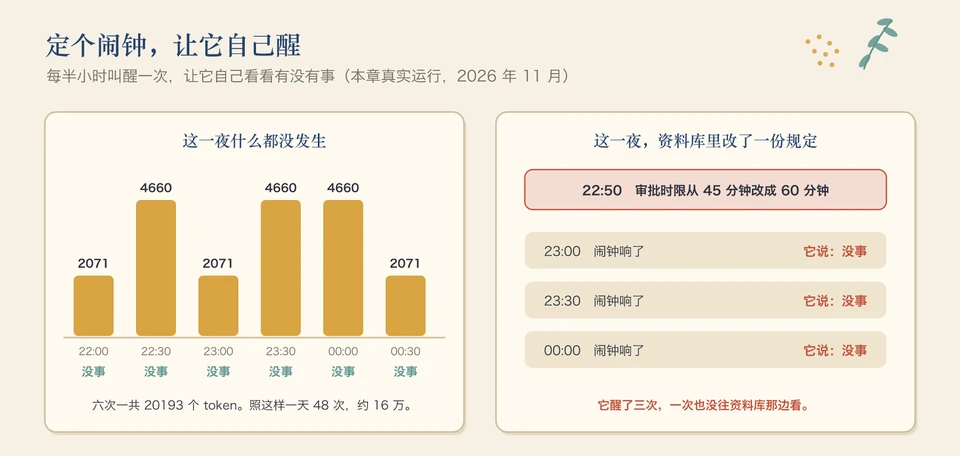 定个闹钟，让它自己醒
每半小时叫醒一次，让它自己看看有没有事（本章真实运行，2026 年 11 月）
这一夜什么都没发生
2071
4660
2071
4660
4660
2071
22:00
22:30
23:00
23:30
00:00
00:30
没事
没事
没事
没事
没事
没事
六次一共 20193 个 token。照这样一天 48 次，约 16 万。
这一夜，资料库里改了一份规定
22:50 审批时限从 45 分钟改成 60 分钟
23:00 闹钟响了 它说：没事
23:30 闹钟响了 它说：没事
00:00 闹钟响了 它说：没事
它醒了三次，一次也没往资料库那边看。